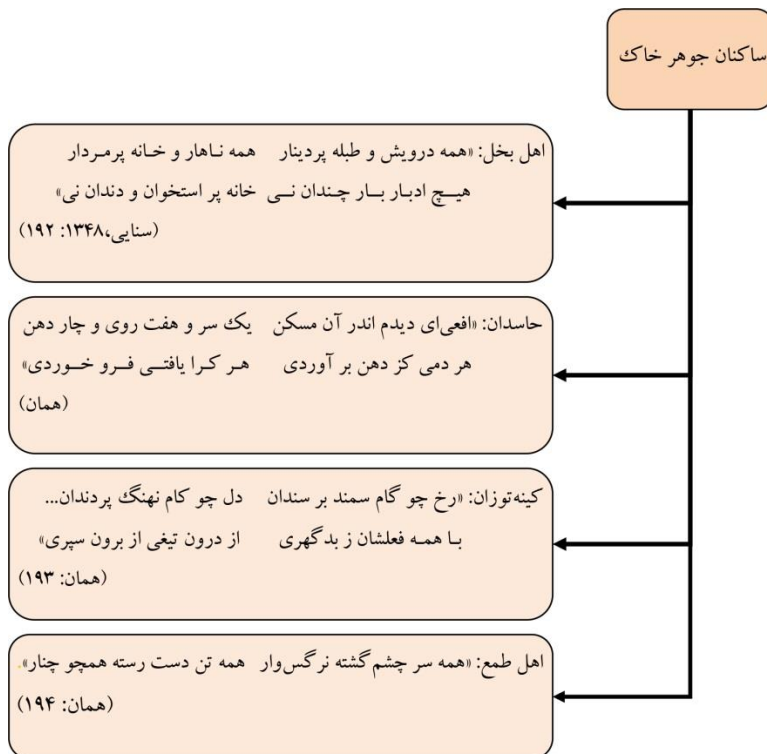 ساکنان جوهر خاک
اهل بخل: «همه درویش و طبله پردینار همه ناهار و خانه پرمردار
هیچ ادبار بار چندان نی خانه پر استخوان و دندان نی»
(سنایی،۱۳۴۸: ۱۹۲)
حاسدان: «افعی‌ای دیدم اندر آن مسکن یک سر و هفت روی و چار دهن
هر دمی کز دهن بر آوردی هر کرا یافتی فرو خوردی»
(همان)
کینه‌توزان: «رخ چو گام سمند بر سندان دل چو کام نهنگ پردندان...
با همه فعلشان ز بدگهری از درون تیغی از برون سپری»
(همان: ۱۹۳)
اهل طمع: «همه سر چشم گشته نرگس‌وار همه تن دست رسته همچو چنار».
(همان: ۱۹۴)